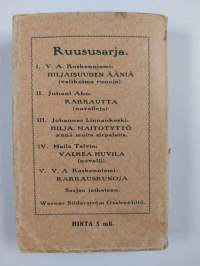 Ruususarja.
I. V. A. Koskenniemi:
HILJAISUUDEN ÄÄNIÄ
(valikoima runoja).
II. Juhani Aho:
RAKKAUTTA
(novelleja).
III. Johannes Linnankoski:
HILJA, MAITOTYTTÖ
ynnä muita sirpaleita.
IV. Maila Talvio:
VALKEA HUVILA
(novelli).
V. V. A. Koskenniemi:
RAKKAUSRUNOJA
Sarjaa jatketaan.
Werner Söderström Osakeyhtiö.
HINTA 5 mk.